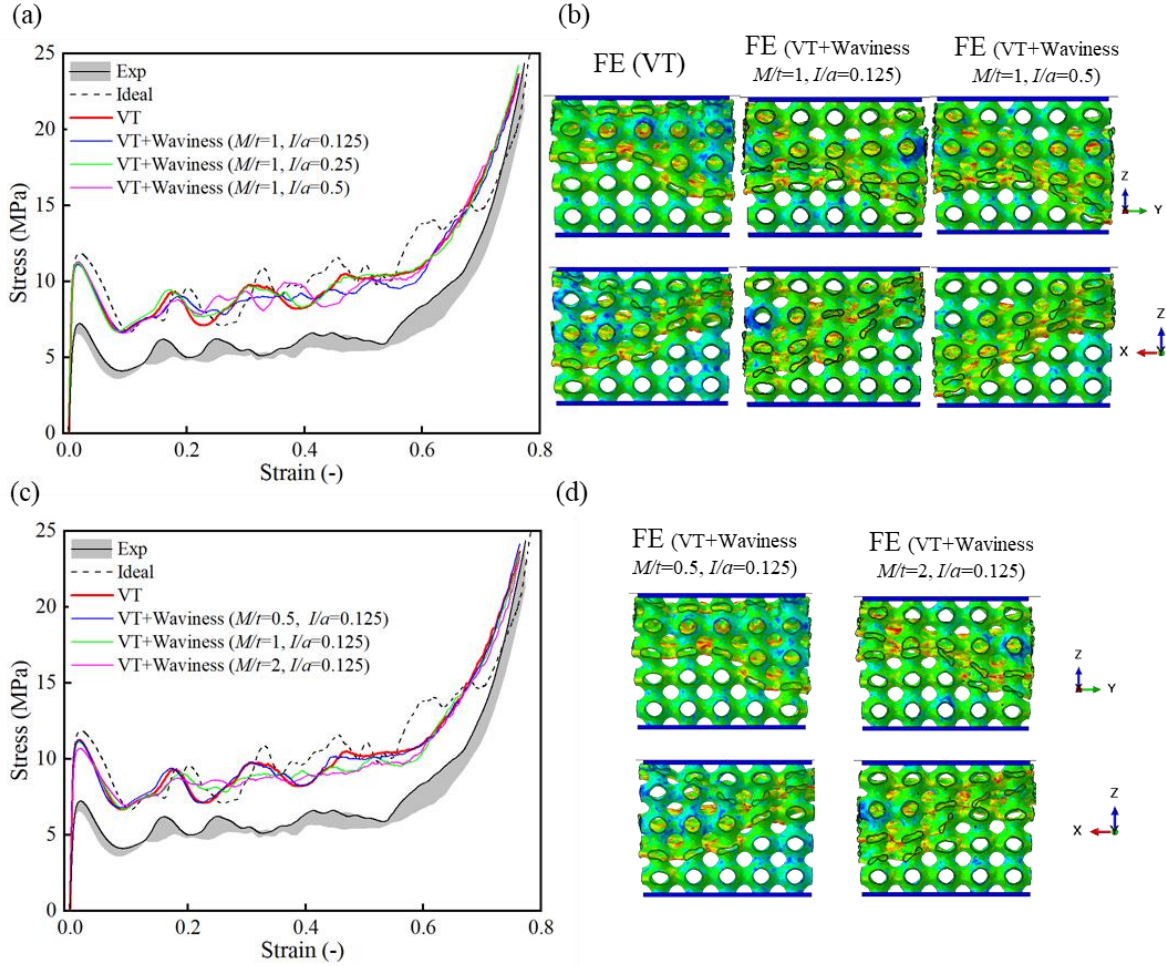 (a)
25
20
15
10
5
0
Stress (MPa)
Exp
Ideal
VT
VT+Waviness (M/t=1, I/a=0.125)
VT+Waviness (M/t=1, I/a=0.25)
VT+Waviness (M/t=1, I/a=0.5)
0.0 0.2 0.4 0.6 0.8
Strain (-)
(b)
FE (VT)
FE (VT+Waviness
M/t=1, I/a=0.125)
FE (VT+Waviness
M/t=1, I/a=0.5)
Z
Y
Z
X
(c)
25
20
15
10
5
0
Stress (MPa)
Exp
Ideal
VT
VT+Waviness (M/t=0.5, I/a=0.125)
VT+Waviness (M/t=1, I/a=0.125)
VT+Waviness (M/t=2, I/a=0.125)
0.0 0.2 0.4 0.6 0.8
Strain (-)
(d)
FE (VT+Waviness
M/t=0.5, I/a=0.125)
FE (VT+Waviness
M/t=2, I/a=0.125)
Z
Y
Z
X